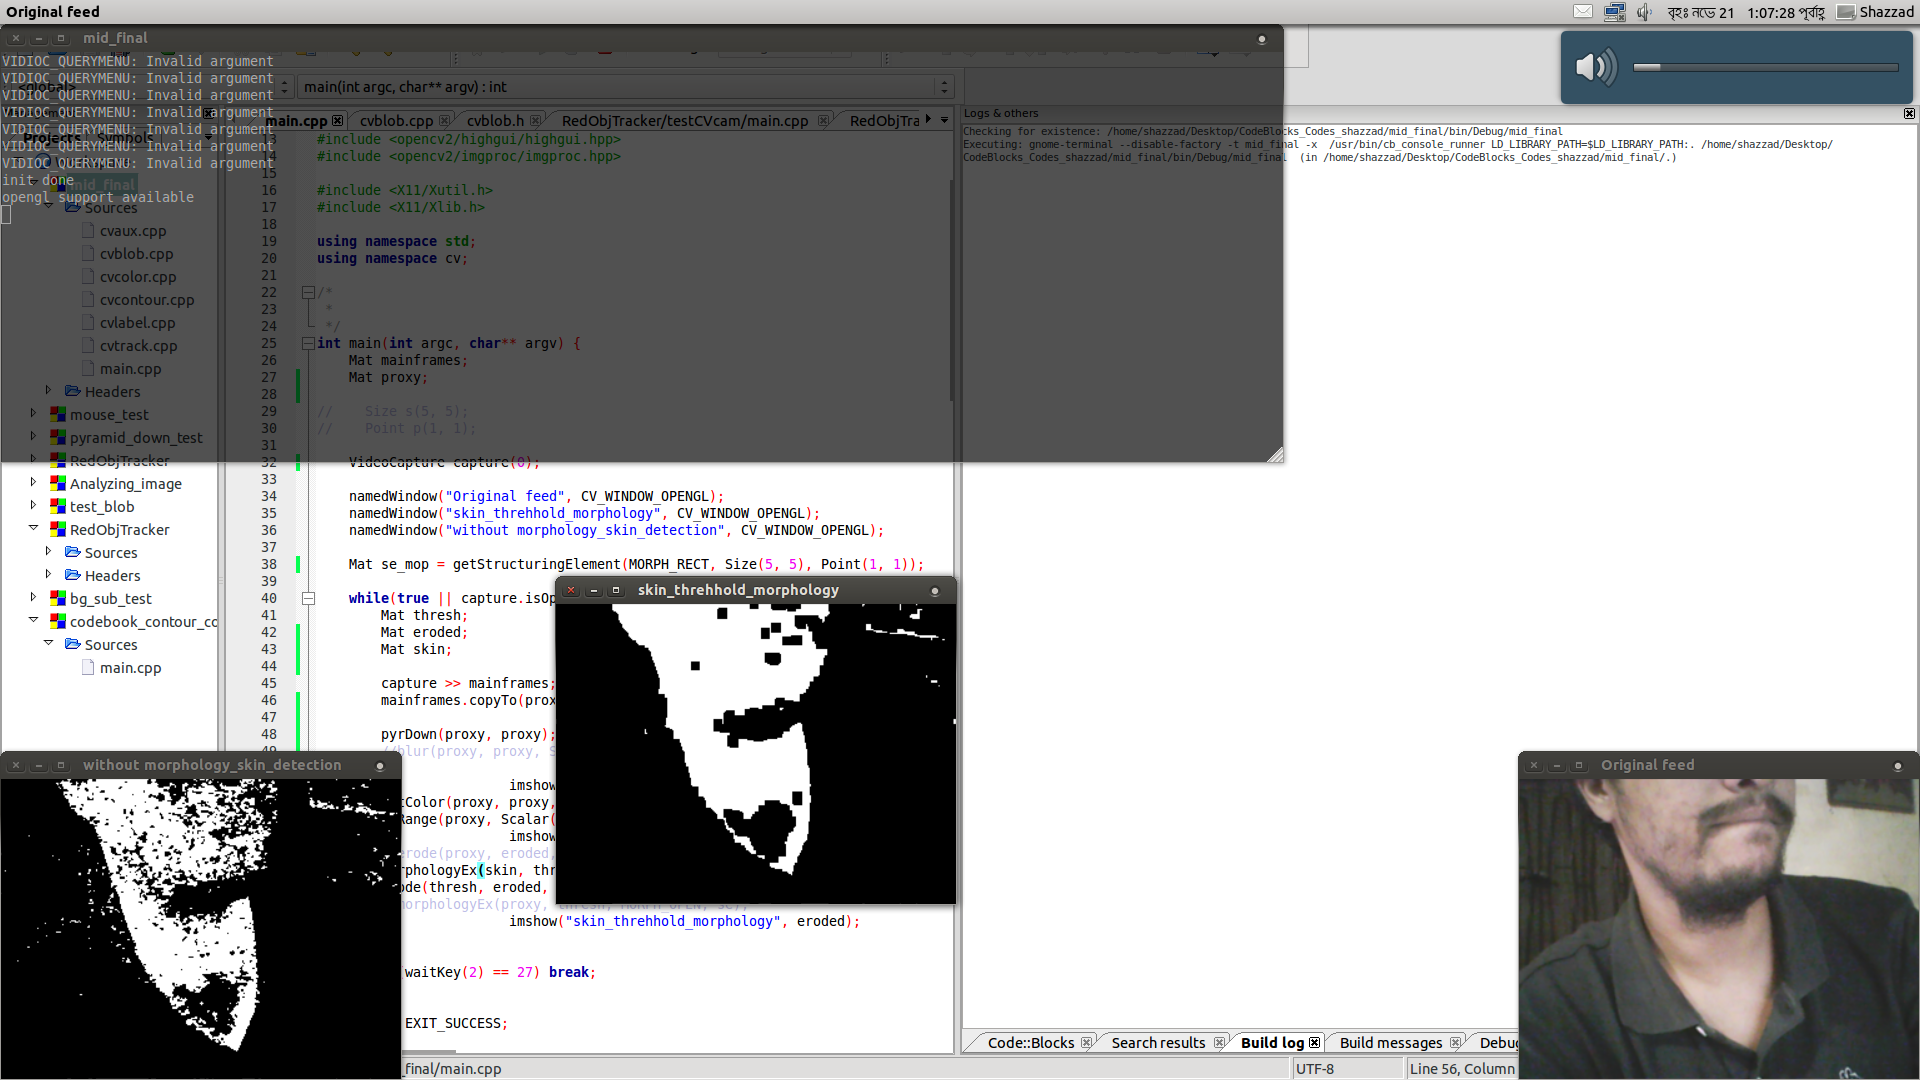 Original feed
বৃহঃ নভে 21 1:07:28 পূর্বাহ্ণ Shazzad
mid_final
VIDIOC_QUERYMENU: Invalid argument
VIDIOC_QUERYMENU: Invalid argument
VIDIOC_QUERYMENU: Invalid argument
VIDIOC_QUERYMENU: Invalid argument
VIDIOC_QUERYMENU: Invalid argument
VIDIOC_QUERYMENU: Invalid argument
VIDIOC_QUERYMENU: Invalid argument
init done
opengl support available
<global>
main(int argc, char** argv) : int
main.cpp cvblob.cpp cvblob.h RedObjTracker/testCVcam/main.cpp RedObjTra
Projects Symbols
mid_final
Sources
cvaux.cpp
cvblob.cpp
cvcolor.cpp
cvcontour.cpp
cvlabel.cpp
cvtrack.cpp
main.cpp
Headers
mouse_test
pyramid_down_test
RedObjTracker
Analyzing_image
test_blob
RedObjTracker
Sources
Headers
bg_sub_test
codebook_contour_cc
Sources
main.cpp
13 #include <opencv2/highgui/highgui.hpp>
14 #include <opencv2/imgproc/imgproc.hpp>
15
16 #include <X11/Xutil.h>
17 #include <X11/Xlib.h>
18
19 using namespace std;
20 using namespace cv;
21
22 /*
23 *
24 */
25 int main(int argc, char** argv) {
26 Mat mainframes;
27 Mat proxy;
28
29 // Size s(5, 5);
30 // Point p(1, 1);
31
32 VideoCapture capture(0);
33
34 namedWindow("Original feed", CV_WINDOW_OPENGL);
35 namedWindow("skin_threhhold_morphology", CV_WINDOW_OPENGL);
36 namedWindow("without morphology_skin_detection", CV_WINDOW_OPENGL);
37
38 Mat se_mop = getStructuringElement(MORPH_RECT, Size(5, 5), Point(1, 1));
39
40 while(true || capture.isOp
41 Mat thresh;
42 Mat eroded;
43 Mat skin;
44
45 capture >> mainframes;
46 mainframes.copyTo(prox
47
48 pyrDown(proxy, proxy);
49 //blur(proxy, proxy, S
imshow
tColor(proxy, proxy,
Range(proxy, Scalar(
imshow
erode(proxy, eroded,
rphologyEx(skin, thr
ode(thresh, eroded,
morphologyEx(proxy, thresh, MORPH_OPEN, se);
imshow("skin_threhhold_morphology", eroded);
(waitKey(2) == 27) break;
EXIT_SUCCESS;
skin_threhhold_morphology
without morphology_skin_detection
Original feed
Logs & others
Checking for existence: /home/shazzad/Desktop/CodeBlocks_Codes_shazzad/mid_final/bin/Debug/mid_final
Executing: gnome-terminal --disable-factory -t mid_final -x /usr/bin/cb_console_runner LD_LIBRARY_PATH=$LD_LIBRARY_PATH:. /home/shazzad/Desktop/
CodeBlocks_Codes_shazzad/mid_final/bin/Debug/mid_final (in /home/shazzad/Desktop/CodeBlocks_Codes_shazzad/mid_final/.)
Code::Blocks Search results Build log Build messages Debug
_final/main.cpp UTF-8 Line 56, Column